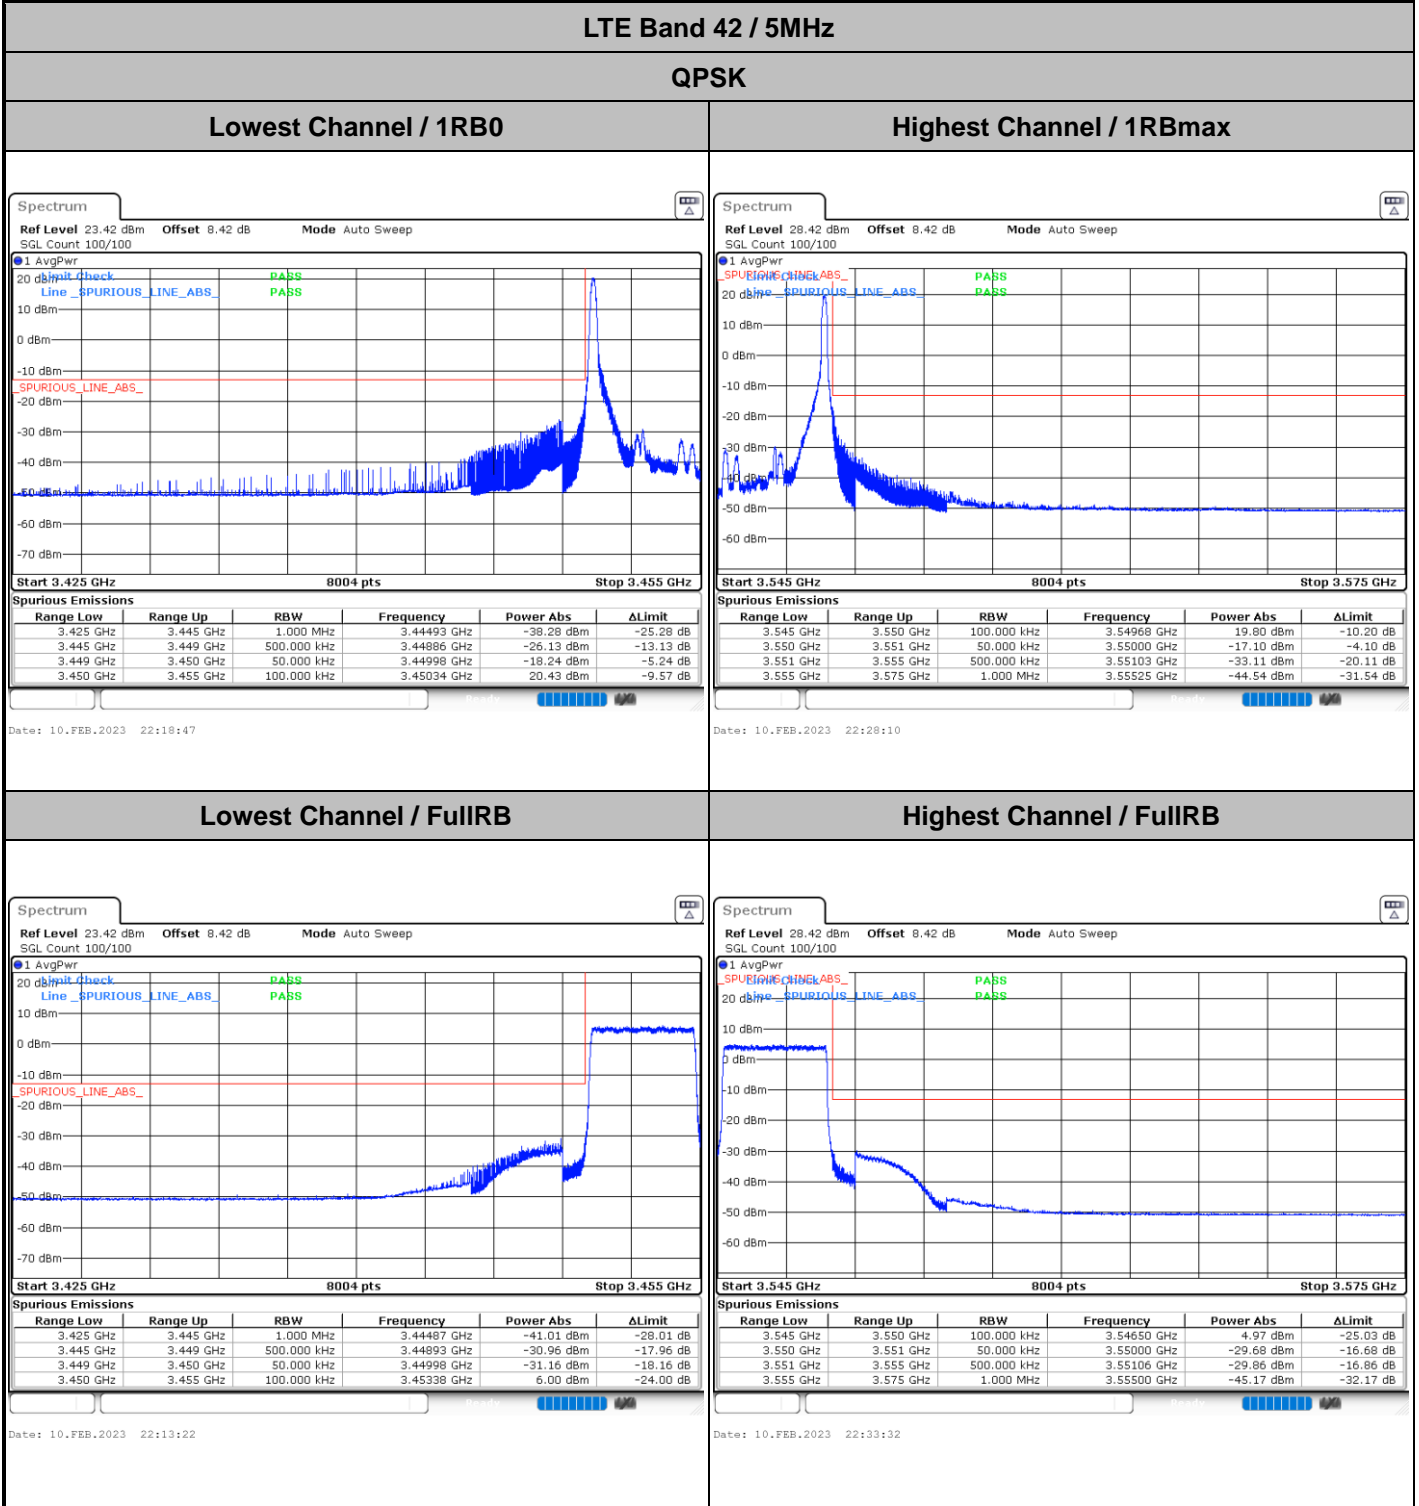 LTE Band 42 / 5MHz
QPSK
Lowest Channel / 1RB0
Spectrum
Ref Level 23.42 dBm Offset 8.42 dB Mode Auto Sweep
SGL Count 100/100
1 AvgPwr
20 dBm Limit Check PASS
Line _SPURIOUS_LINE_ABS_ PASS
10 dBm
0 dBm
-10 dBm
_SPURIOUS_LINE_ABS_
-20 dBm
-30 dBm
-40 dBm
-50 dBm
-60 dBm
-70 dBm
Start 3.425 GHz 8004 pts Stop 3.455 GHz
Spurious Emissions
Range Low Range Up RBW Frequency Power Abs ΔLimit
3.425 GHz 3.445 GHz 1.000 MHz 3.44493 GHz -38.28 dBm -25.28 dB
3.445 GHz 3.449 GHz 500.000 kHz 3.44886 GHz -26.13 dBm -13.13 dB
3.449 GHz 3.450 GHz 50.000 kHz 3.44998 GHz -18.24 dBm -5.24 dB
3.450 GHz 3.455 GHz 100.000 kHz 3.45034 GHz 20.43 dBm -9.57 dB
Ready
Date: 10.FEB.2023 22:18:47
Highest Channel / 1RBmax
Spectrum
Ref Level 28.42 dBm Offset 8.42 dB Mode Auto Sweep
SGL Count 100/100
1 AvgPwr
_SPURIOUS_LINE_ABS_
Limit Check PASS
20 dBm Line _SPURIOUS_LINE_ABS_ PASS
10 dBm
0 dBm
-10 dBm
-20 dBm
-30 dBm
-40 dBm
-50 dBm
-60 dBm
Start 3.545 GHz 8004 pts Stop 3.575 GHz
Spurious Emissions
Range Low Range Up RBW Frequency Power Abs ΔLimit
3.545 GHz 3.550 GHz 100.000 kHz 3.54968 GHz 19.80 dBm -10.20 dB
3.550 GHz 3.551 GHz 50.000 kHz 3.55000 GHz -17.10 dBm -4.10 dB
3.551 GHz 3.555 GHz 500.000 kHz 3.55103 GHz -33.11 dBm -20.11 dB
3.555 GHz 3.575 GHz 1.000 MHz 3.55525 GHz -44.54 dBm -31.54 dB
Ready
Date: 10.FEB.2023 22:28:10
Lowest Channel / FullRB
Spectrum
Ref Level 23.42 dBm Offset 8.42 dB Mode Auto Sweep
SGL Count 100/100
1 AvgPwr
20 dBm Limit Check PASS
Line _SPURIOUS_LINE_ABS_ PASS
10 dBm
0 dBm
-10 dBm
_SPURIOUS_LINE_ABS_
-20 dBm
-30 dBm
-40 dBm
-50 dBm
-60 dBm
-70 dBm
Start 3.425 GHz 8004 pts Stop 3.455 GHz
Spurious Emissions
Range Low Range Up RBW Frequency Power Abs ΔLimit
3.425 GHz 3.445 GHz 1.000 MHz 3.44487 GHz -41.01 dBm -28.01 dB
3.445 GHz 3.449 GHz 500.000 kHz 3.44893 GHz -30.96 dBm -17.96 dB
3.449 GHz 3.450 GHz 50.000 kHz 3.44998 GHz -31.16 dBm -18.16 dB
3.450 GHz 3.455 GHz 100.000 kHz 3.45338 GHz 6.00 dBm -24.00 dB
Ready
Date: 10.FEB.2023 22:13:22
Highest Channel / FullRB
Spectrum
Ref Level 28.42 dBm Offset 8.42 dB Mode Auto Sweep
SGL Count 100/100
1 AvgPwr
_SPURIOUS_LINE_ABS_
Limit Check PASS
20 dBm Line _SPURIOUS_LINE_ABS_ PASS
10 dBm
0 dBm
-10 dBm
-20 dBm
-30 dBm
-40 dBm
-50 dBm
-60 dBm
Start 3.545 GHz 8004 pts Stop 3.575 GHz
Spurious Emissions
Range Low Range Up RBW Frequency Power Abs ΔLimit
3.545 GHz 3.550 GHz 100.000 kHz 3.54650 GHz 4.97 dBm -25.03 dB
3.550 GHz 3.551 GHz 50.000 kHz 3.55000 GHz -29.68 dBm -16.68 dB
3.551 GHz 3.555 GHz 500.000 kHz 3.55106 GHz -29.86 dBm -16.86 dB
3.555 GHz 3.575 GHz 1.000 MHz 3.55500 GHz -45.17 dBm -32.17 dB
Ready
Date: 10.FEB.2023 22:33:32